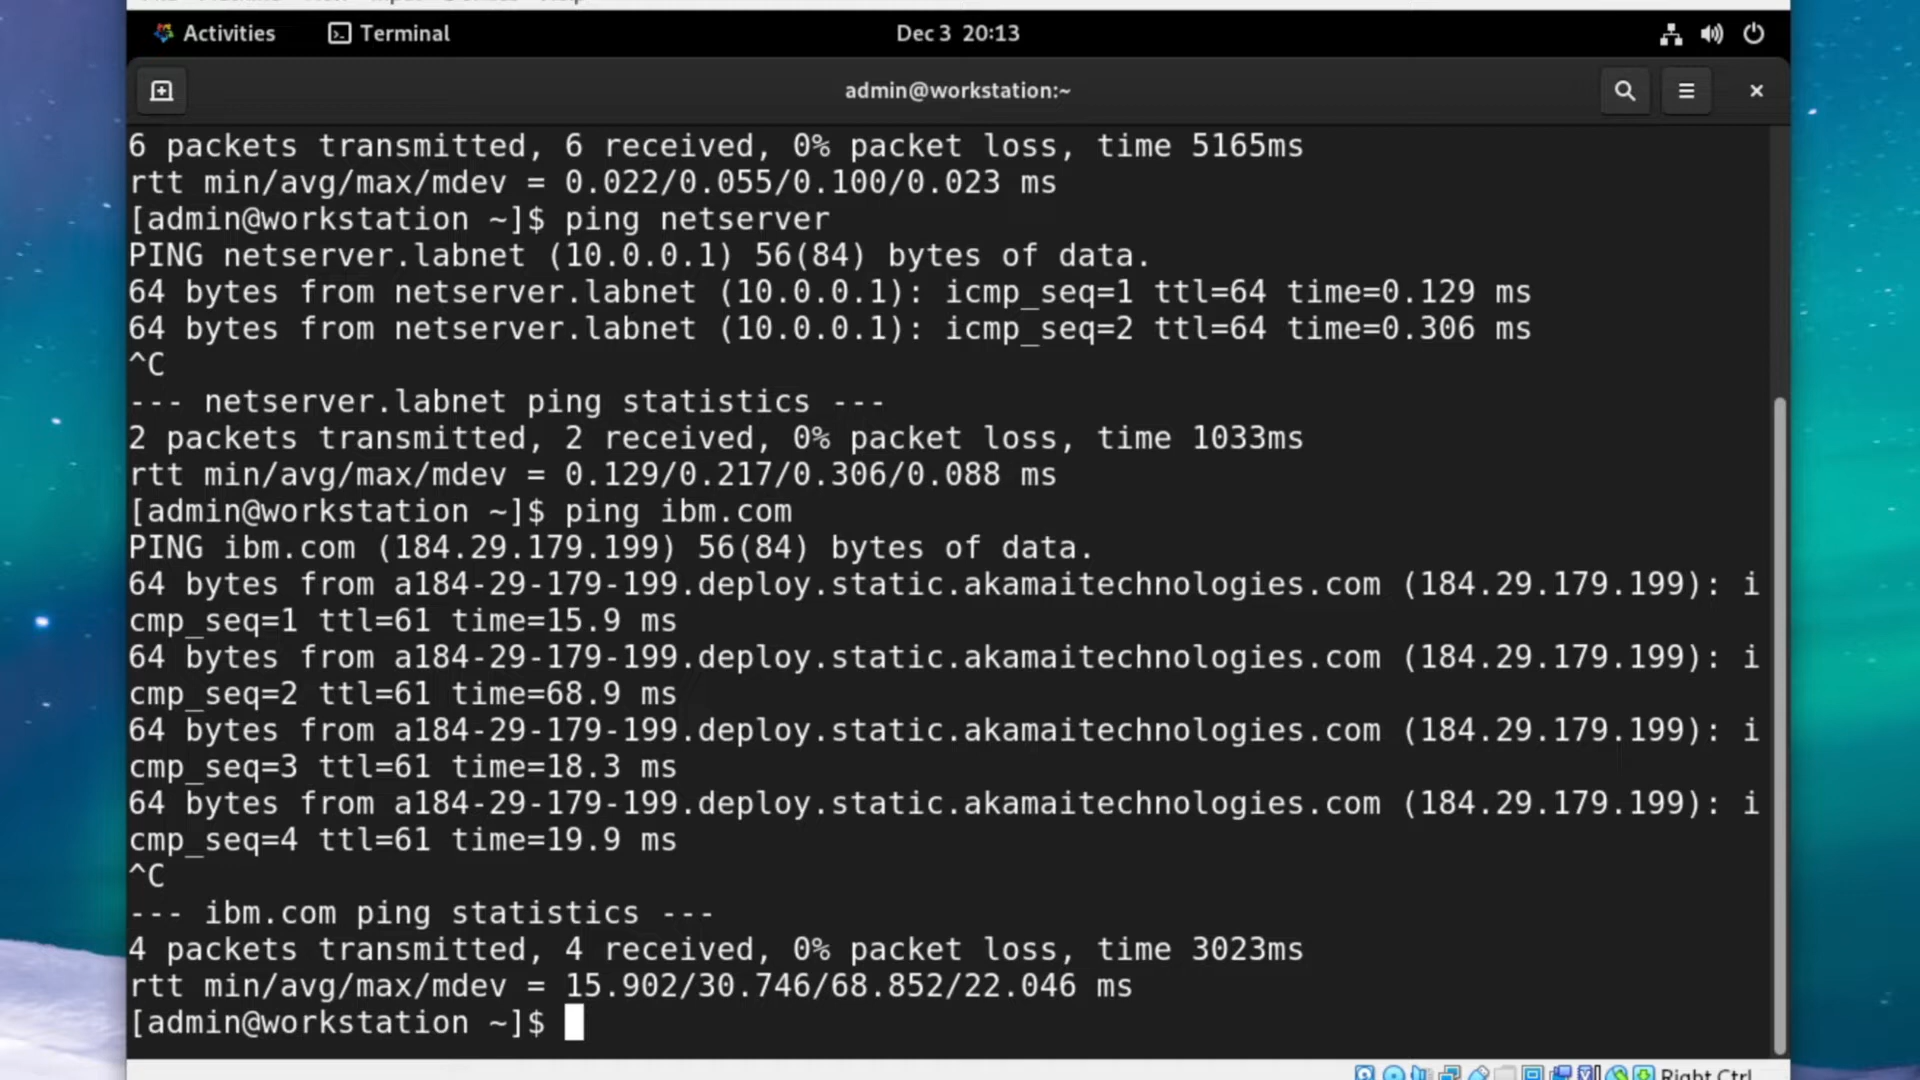 Activities
Terminal
Dec 3 20:13
admin@workstation:~
6 packets transmitted, 6 received, 0% packet loss, time 5165ms
rtt min/avg/max/mdev = 0.022/0.055/0.100/0.023 ms
[admin@workstation ~]$ ping netserver
PING netserver.labnet (10.0.0.1) 56(84) bytes of data.
64 bytes from netserver.labnet (10.0.0.1): icmp_seq=1 ttl=64 time=0.129 ms
64 bytes from netserver.labnet (10.0.0.1): icmp_seq=2 ttl=64 time=0.306 ms
^C
--- netserver.labnet ping statistics ---
2 packets transmitted, 2 received, 0% packet loss, time 1033ms
rtt min/avg/max/mdev = 0.129/0.217/0.306/0.088 ms
[admin@workstation ~]$ ping ibm.com
PING ibm.com (184.29.179.199) 56(84) bytes of data.
64 bytes from a184-29-179-199.deploy.static.akamaitechnologies.com (184.29.179.199): i
cmp_seq=1 ttl=61 time=15.9 ms
64 bytes from a184-29-179-199.deploy.static.akamaitechnologies.com (184.29.179.199): i
cmp_seq=2 ttl=61 time=68.9 ms
64 bytes from a184-29-179-199.deploy.static.akamaitechnologies.com (184.29.179.199): i
cmp_seq=3 ttl=61 time=18.3 ms
64 bytes from a184-29-179-199.deploy.static.akamaitechnologies.com (184.29.179.199): i
cmp_seq=4 ttl=61 time=19.9 ms
^C
--- ibm.com ping statistics ---
4 packets transmitted, 4 received, 0% packet loss, time 3023ms
rtt min/avg/max/mdev = 15.902/30.746/68.852/22.046 ms
[admin@workstation ~]$
Right Ctrl